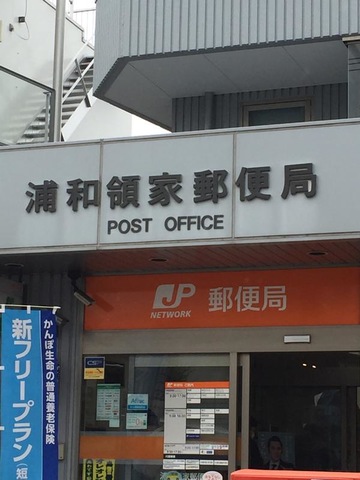 浦和領家郵便局
POST OFFICE
JP 郵便局
NETWORK
かんぽ生命の普通養老保険
新フリープラン
短